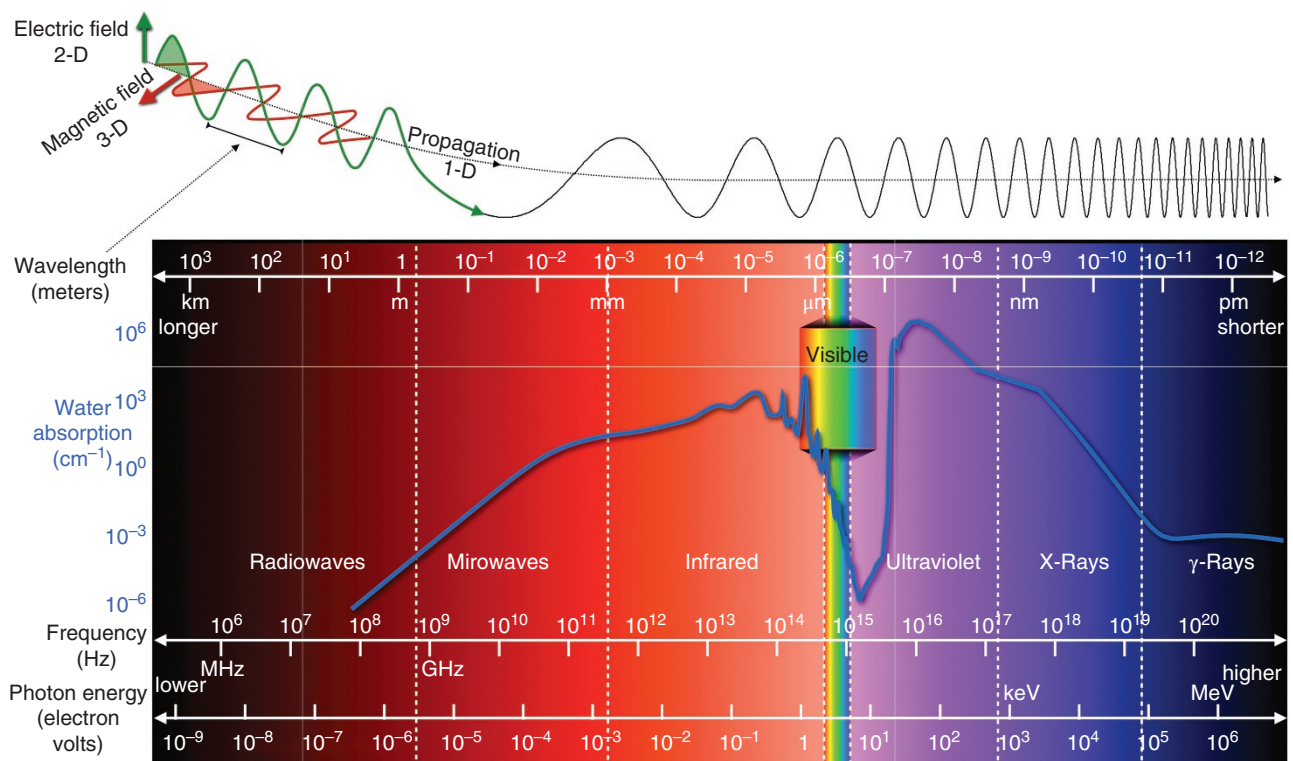 Electric field
2-D
Magnetic field
3-D
Propagation
1-D
Wavelength
(meters)
10³ 10² 10¹ 1 10⁻¹ 10⁻² 10⁻³ 10⁻⁴ 10⁻⁵ 10⁻⁶ 10⁻⁷ 10⁻⁸ 10⁻⁹ 10⁻¹⁰ 10⁻¹¹ 10⁻¹²
km m mm μm nm pm
longer shorter
Visible
Water
absorption
(cm⁻¹)
10⁶
10³
10⁰
10⁻³
10⁻⁶
Radiowaves Mirowaves Infrared Ultraviolet X-Rays γ-Rays
Frequency
(Hz)
10⁶ 10⁷ 10⁸ 10⁹ 10¹⁰ 10¹¹ 10¹² 10¹³ 10¹⁴ 10¹⁵ 10¹⁶ 10¹⁷ 10¹⁸ 10¹⁹ 10²⁰
MHz GHz
lower higher
Photon energy
(electron
volts)
keV MeV
10⁻⁹ 10⁻⁸ 10⁻⁷ 10⁻⁶ 10⁻⁵ 10⁻⁴ 10⁻³ 10⁻² 10⁻¹ 1 10¹ 10² 10³ 10⁴ 10⁵ 10⁶